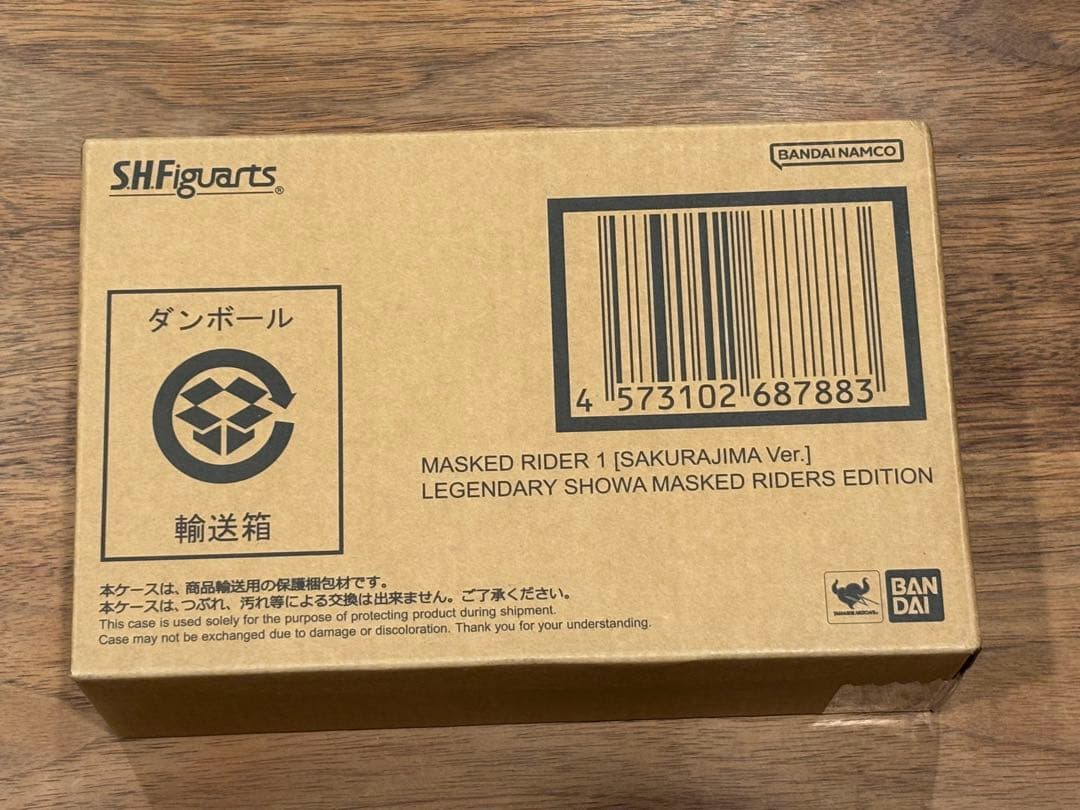 S.H.Figuarts®
BANDAI NAMCO
ダンボール
輸送箱
4 573102 687883
MASKED RIDER 1 [SAKURAJIMA Ver.]
LEGENDARY SHOWA MASKED RIDERS EDITION
本ケースは、商品輸送用の保護梱包材です。
本ケースは、つぶれ、汚れ等による交換は出来ません。ご了承ください。
This case is used solely for the purpose of protecting product during shipment.
Case may not be exchanged due to damage or discoloration. Thank you for your understanding.
TAMASHII NATIONS
BAN
DAI